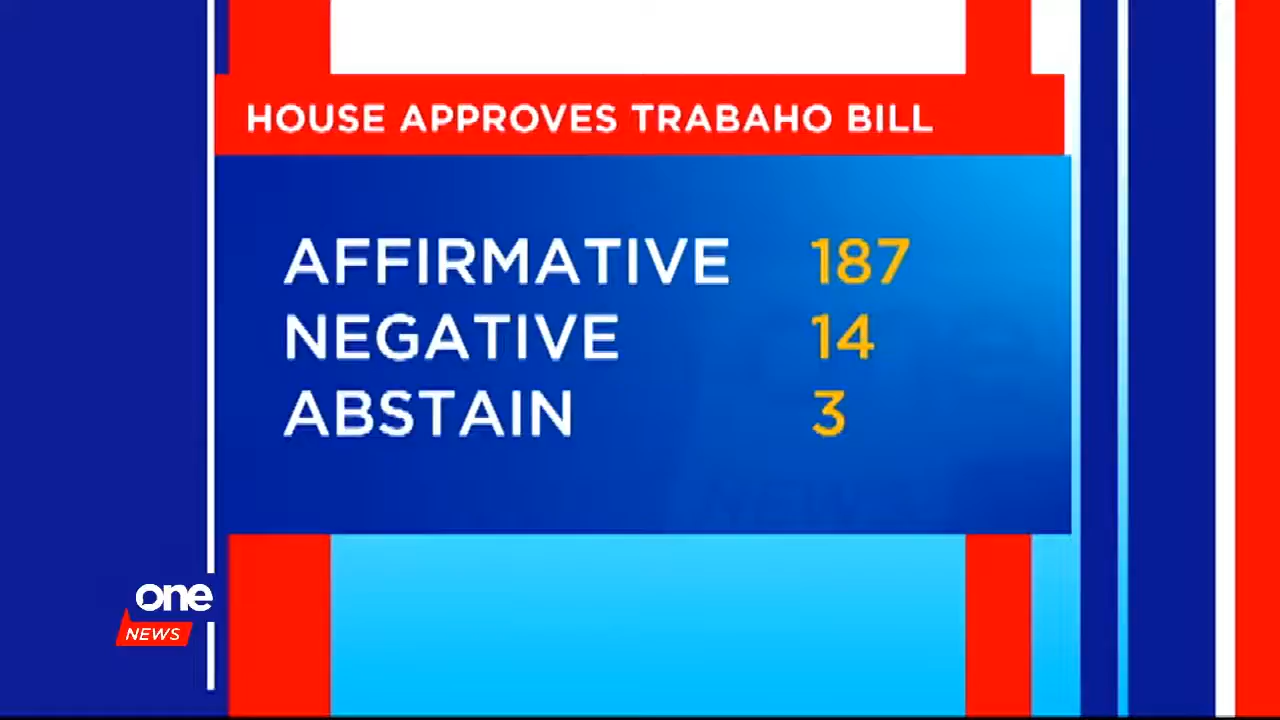 HOUSE APPROVES TRABAHO BILL
AFFIRMATIVE 187
NEGATIVE 14
ABSTAIN 3
one
NEWS